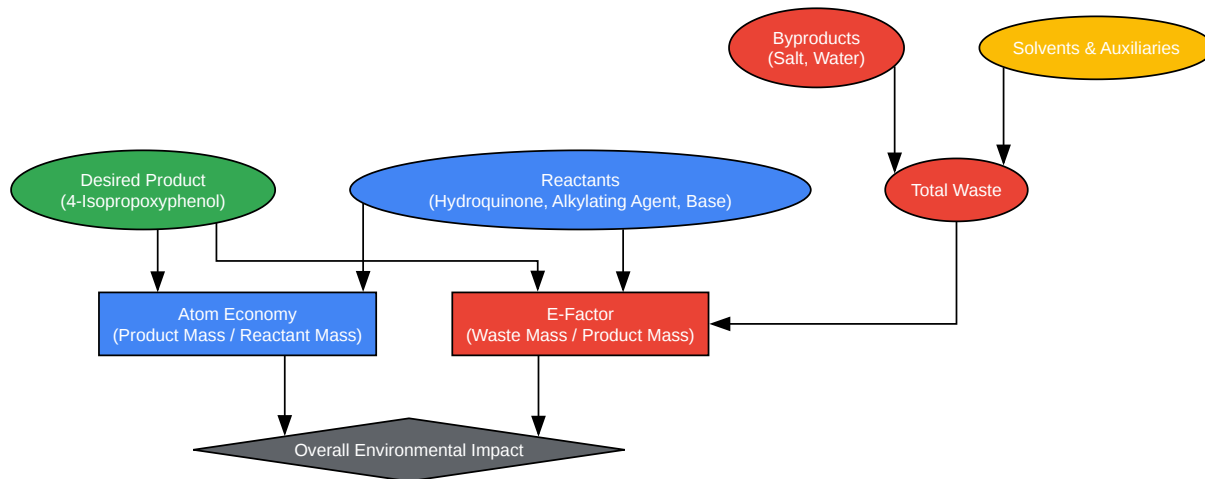 Byproducts
(Salt, Water)
Solvents & Auxiliaries
Desired Product
(4-Isopropoxyphenol)
Reactants
(Hydroquinone, Alkylating Agent, Base)
Total Waste
Atom Economy
(Product Mass / Reactant Mass)
E-Factor
(Waste Mass / Product Mass)
Overall Environmental Impact